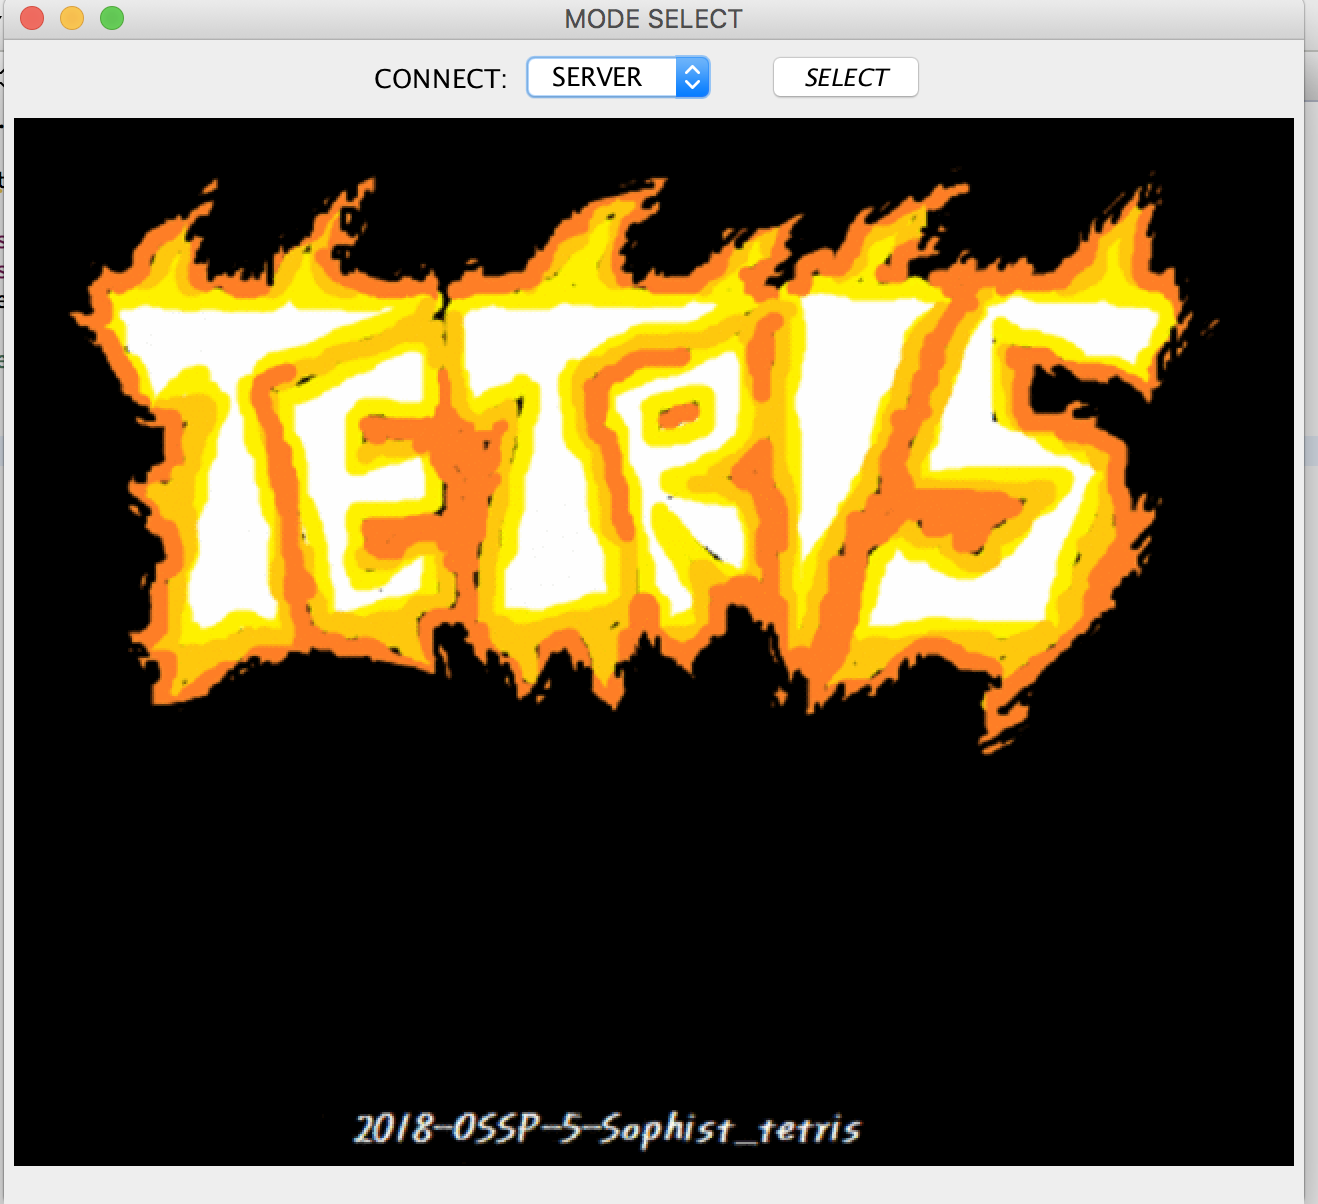 MODE SELECT
CONNECT: SERVER SELECT
TETRIS
2018-OSSP-5-Sophist_tetris